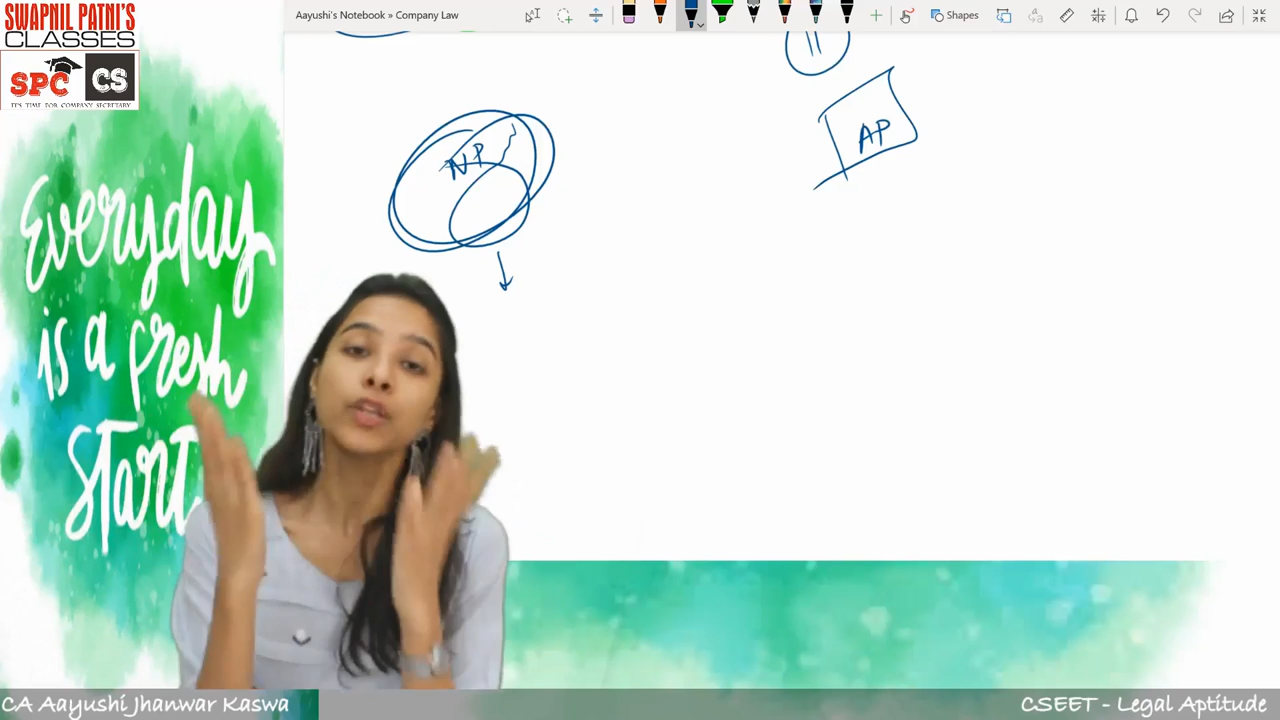 SWAPNIL PATNI'S
CLASSES
SPC CS
IT'S TIME FOR COMPANY SECRETARY
Aayushi's Notebook » Company Law
Shapes
NP
AP
Everyday
is a fresh
start
CA Aayushi Jhanwar Kaswa
CSEET - Legal Aptitude